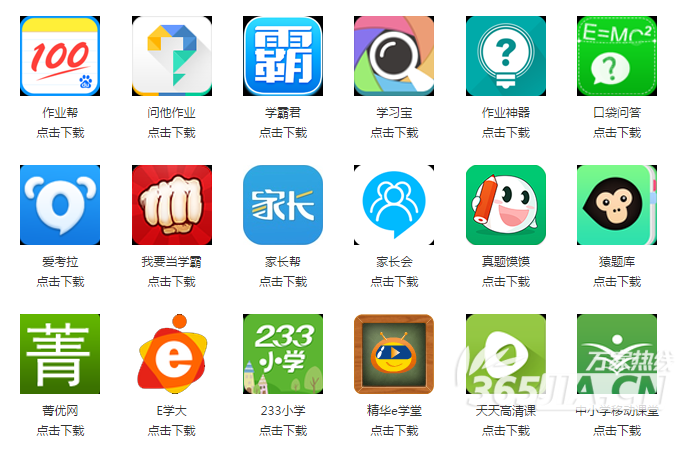 100
霸
?
E=MC²
?
作业帮
问他作业
学霸君
学习宝
作业神器
口袋问答
点击下载
点击下载
点击下载
点击下载
点击下载
点击下载
家长
爱考拉
我要当学霸
家长帮
家长会
真题馍馍
猿题库
点击下载
点击下载
点击下载
点击下载
点击下载
点击下载
菁
e
233
小学
万家热线
365J1A.CN
菁优网
E学大
233小学
精华e学堂
天天高清课
中小学移动课堂
点击下载
点击下载
点击下载
点击下载
点击下载
点击下载